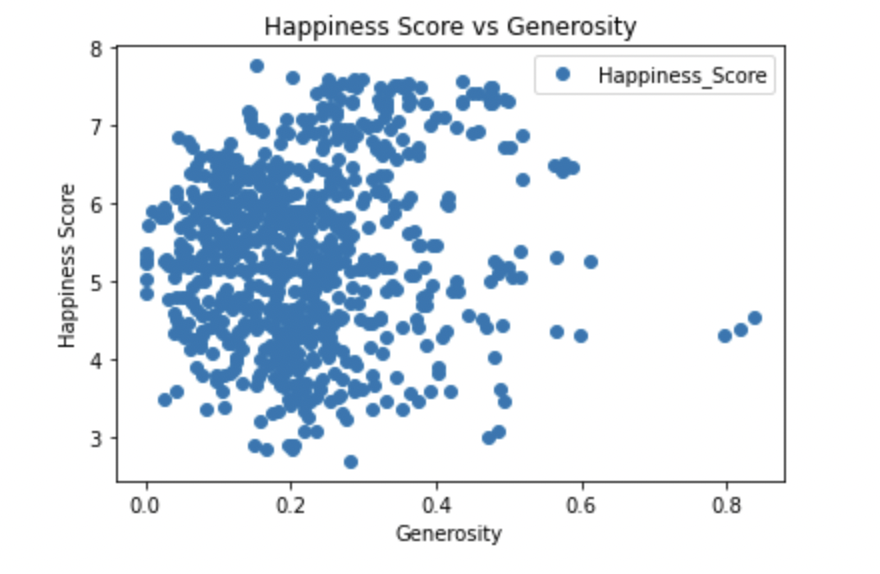 Happiness Score vs Generosity
Happiness_Score
8
7
6
5
4
3
Happiness Score
0.0 0.2 0.4 0.6 0.8
Generosity